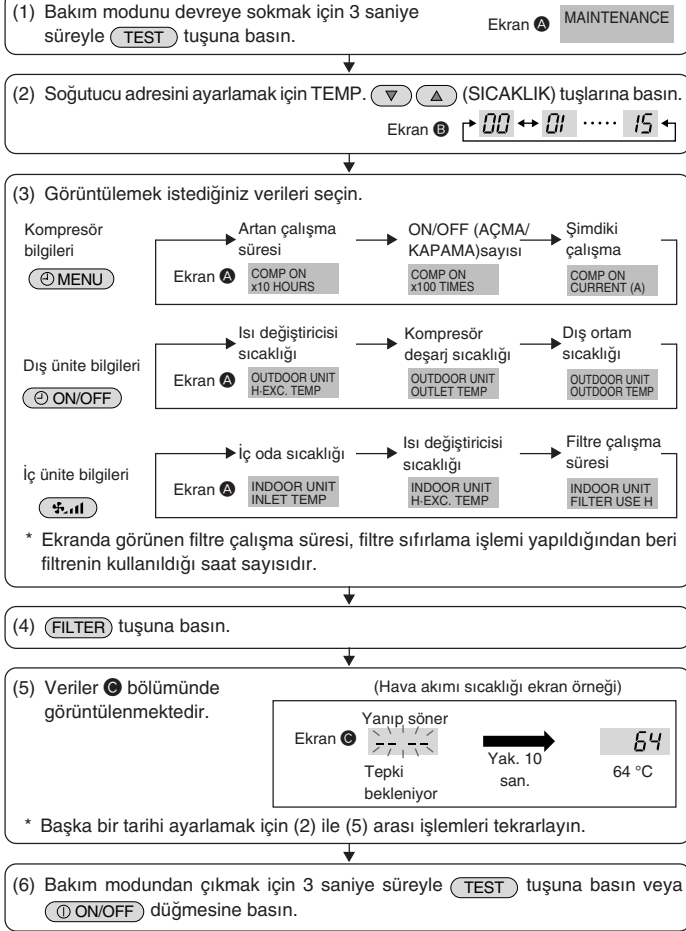 (1) Bakım modunu devreye sokmak için 3 saniye
süreyle TEST tuşuna basın.
Ekran A MAINTENANCE
(2) Soğutucu adresini ayarlamak için TEMP. ▽ △ (SICAKLIK) tuşlarına basın.
Ekran B 00 ↔ 01 ..... 15
(3) Görüntülemek istediğiniz verileri seçin.
Kompresör
bilgileri
MENU
Artan çalışma
süresi
Ekran A COMP ON
x10 HOURS
ON/OFF (AÇMA/
KAPAMA)sayısı
COMP ON
x100 TIMES
Şimdiki
çalışma
COMP ON
CURRENT (A)
Dış ünite bilgileri
ON/OFF
Isı değiştiricisi
sıcaklığı
Ekran A OUTDOOR UNIT
H-EXC. TEMP
Kompresör
deşarj sıcaklığı
OUTDOOR UNIT
OUTLET TEMP
Dış ortam
sıcaklığı
OUTDOOR UNIT
OUTDOOR TEMP
İç ünite bilgileri
İç oda sıcaklığı
Ekran A INDOOR UNIT
INLET TEMP
Isı değiştiricisi
sıcaklığı
INDOOR UNIT
H-EXC. TEMP
Filtre çalışma
süresi
INDOOR UNIT
FILTER USE H
* Ekranda görünen filtre çalışma süresi, filtre sıfırlama işlemi yapıldığından beri
filtrenin kullanıldığı saat sayısıdır.
(4) FILTER tuşuna basın.
(5) Veriler C bölümünde
görüntülenmektedir.
(Hava akımı sıcaklığı ekran örneği)
Yanıp söner
Ekran C -- --
Tepki
bekleniyor
Yak. 10
san.
64
64 °C
* Başka bir tarihi ayarlamak için (2) ile (5) arası işlemleri tekrarlayın.
(6) Bakım modundan çıkmak için 3 saniye süreyle TEST tuşuna basın veya
ON/OFF düğmesine basın.